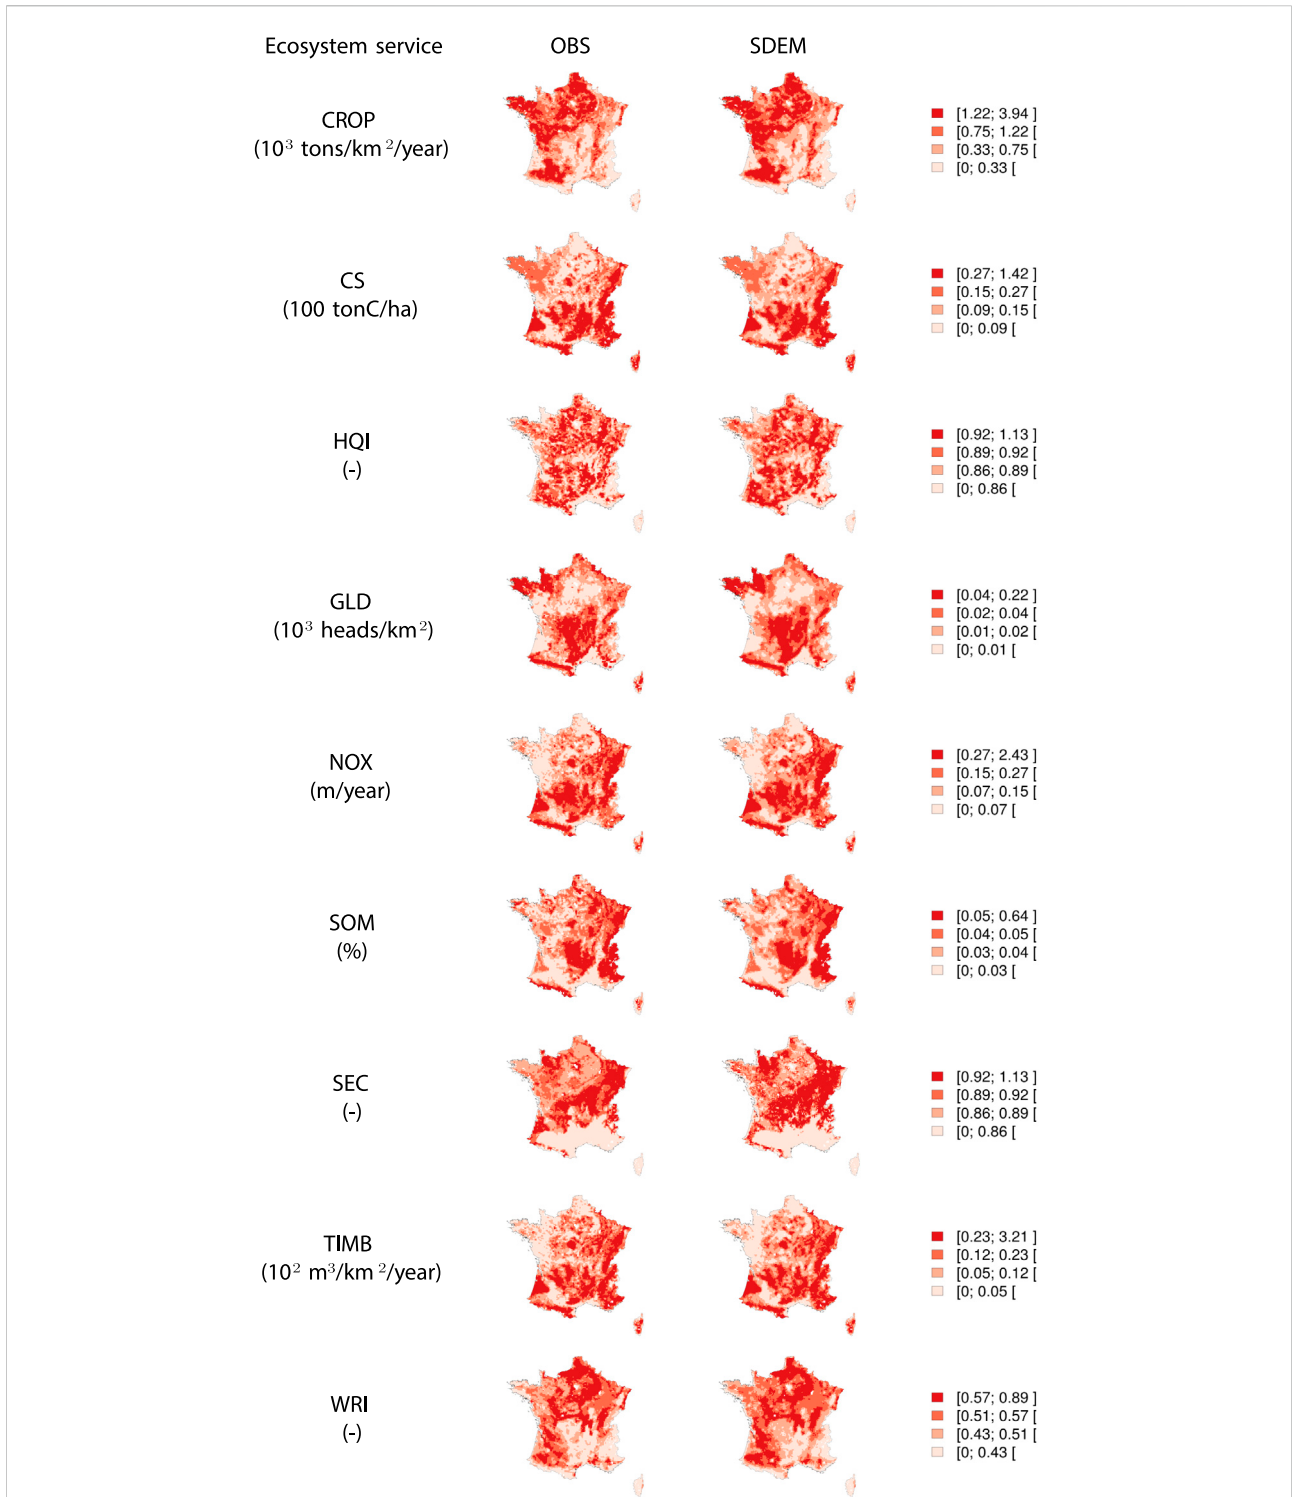 Ecosystem service OBS SDEM
CROP
(10³ tons/km²/year)
[1.22; 3.94 ]
[0.75; 1.22 [
[0.33; 0.75 [
[0; 0.33 [
CS
(100 tonC/ha)
[0.27; 1.42 ]
[0.15; 0.27 [
[0.09; 0.15 [
[0; 0.09 [
HQI
(-)
[0.92; 1.13 ]
[0.89; 0.92 [
[0.86; 0.89 [
[0; 0.86 [
GLD
(10³ heads/km²)
[0.04; 0.22 ]
[0.02; 0.04 [
[0.01; 0.02 [
[0; 0.01 [
NOX
(m/year)
[0.27; 2.43 ]
[0.15; 0.27 [
[0.07; 0.15 [
[0; 0.07 [
SOM
(%)
[0.05; 0.64 ]
[0.04; 0.05 [
[0.03; 0.04 [
[0; 0.03 [
SEC
(-)
[0.92; 1.13 ]
[0.89; 0.92 [
[0.86; 0.89 [
[0; 0.86 [
TIMB
(10² m³/km²/year)
[0.23; 3.21 ]
[0.12; 0.23 [
[0.05; 0.12 [
[0; 0.05 [
WRI
(-)
[0.57; 0.89 ]
[0.51; 0.57 [
[0.43; 0.51 [
[0; 0.43 [